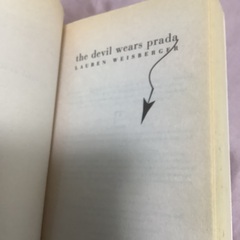 the devil wears prada
LAUREN WEISBERGER